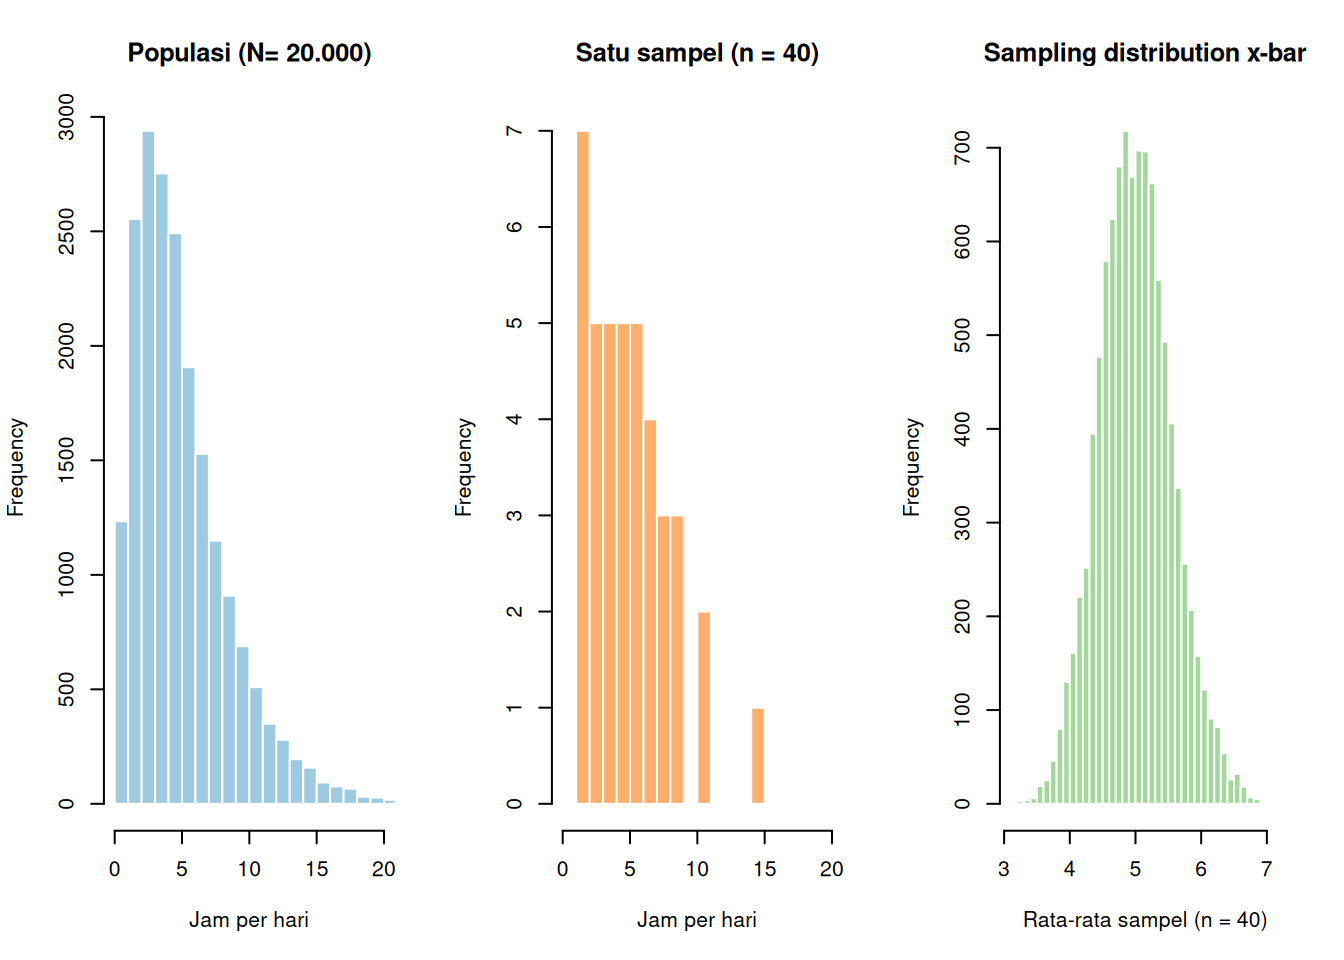 Populasi (N= 20.000)
Frequency
3000
2500
2000
1500
1000
500
0
0 5 10 15 20
Jam per hari
Satu sampel (n = 40)
Frequency
7
6
5
4
3
2
1
0
0 5 10 15 20
Jam per hari
Sampling distribution x-bar
Frequency
700
600
500
400
300
200
100
0
3 4 5 6 7
Rata-rata sampel (n = 40)